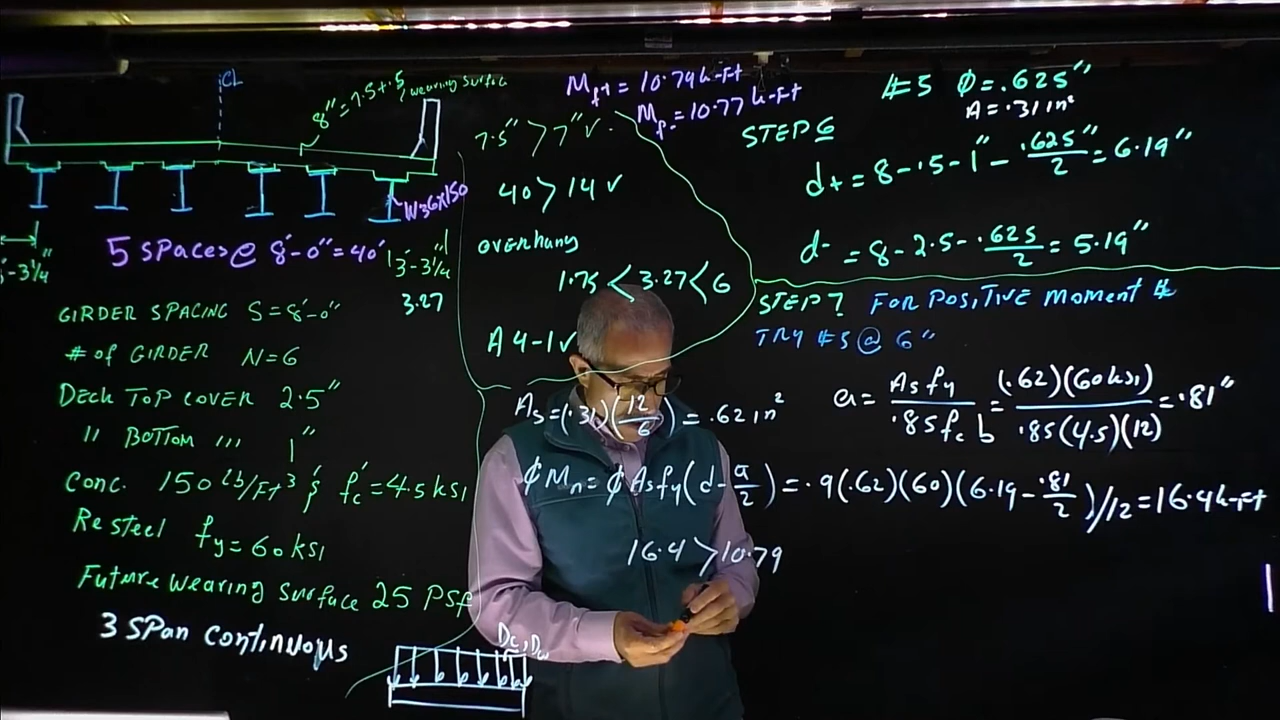 CL
8" = 7.5 + .5 / wearing surface
W36x150
5 SPaces @ 8'-0" = 40'
'-3 1/4"
3'-3 1/4"
3.27
GIRDER SPACING S = 8'-0"
# of GIRDER N = 6
Deck Top COVER 2.5"
" BOTTOM "' 1"
Conc. 150 lb/Ft³ & f'c = 4.5 ksi
Re steel fy = 60 ksi
Future wearing surface 25 PSf
3 SPan continuous
Dc, Dw
Mf+ = 10.79 k-Ft
Mf- = 10.77 k-Ft
7.5" > 7" √
40 > 14 √
overhang
1.75 < 3.27 < 6
A4-1 √
#5 Φ = .625"
A = .31 in²
STEP 6
d+ = 8 - .5 - 1" - .625"/2 = 6.19"
d- = 8 - 2.5 - .625/2 = 5.19"
STEP 7 FOR POSITIVE Moment
TRY #5 @ 6"
As = (.31)(12/6) = .62 in²
a = As fy / .85 fc b = (.62)(60 ksi) / .85(4.5)(12) = .81"
ϕMn = ϕ As fy (d - a/2) = .9(.62)(60)(6.19 - .81/2)/12 = 16.4 k-Ft
16.4 > 10.79